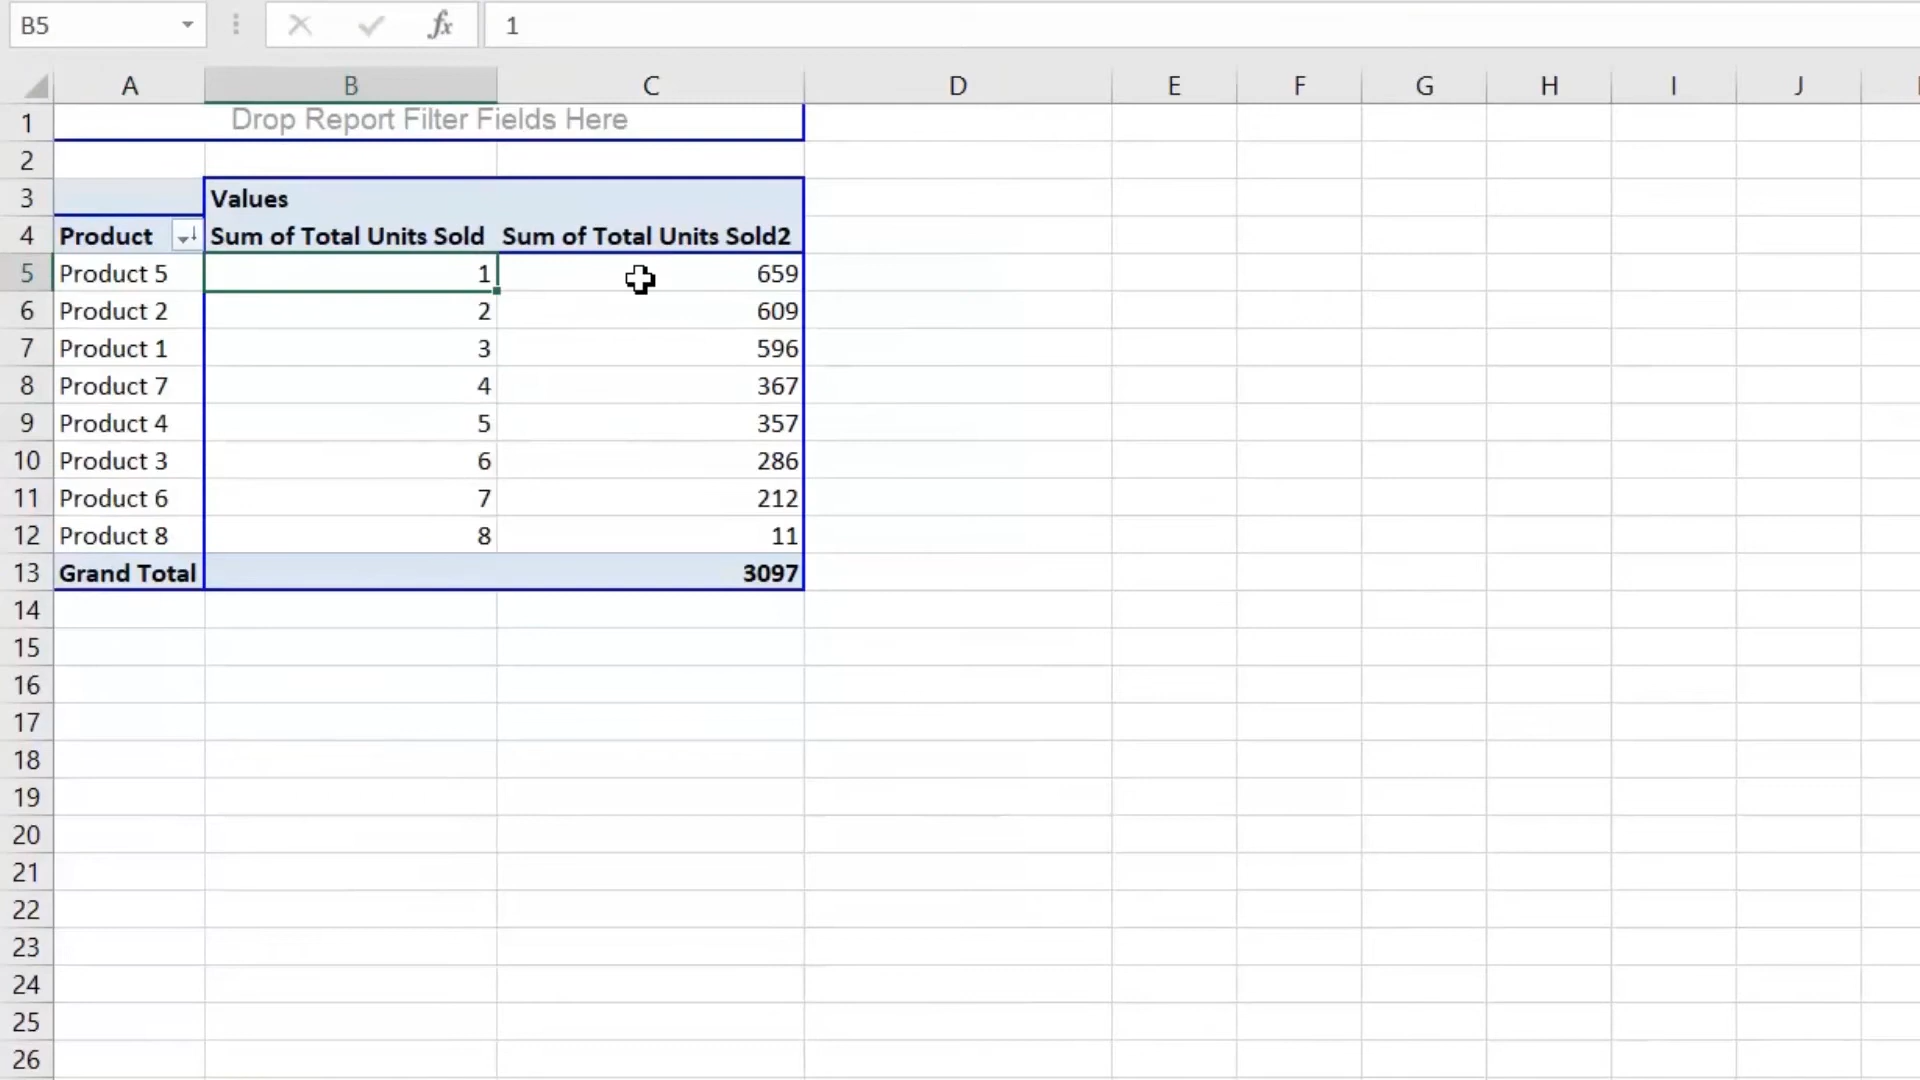 B5 fx 1
A B C D E F G H I J
1 Drop Report Filter Fields Here
2
3 Values
4 Product Sum of Total Units Sold Sum of Total Units Sold2
5 Product 5 1 659
6 Product 2 2 609
7 Product 1 3 596
8 Product 7 4 367
9 Product 4 5 357
10 Product 3 6 286
11 Product 6 7 212
12 Product 8 8 11
13 Grand Total 3097
14
15
16
17
18
19
20
21
22
23
24
25
26